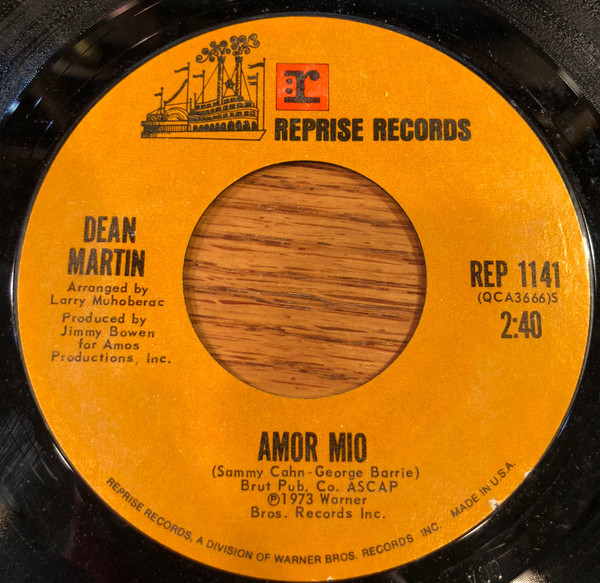 r
REPRISE RECORDS
DEAN
MARTIN
Arranged by
Larry Muhoberac
Produced by
Jimmy Bowen
for Amos
Productions, Inc.
REP 1141
(QCA3666)S
2:40
AMOR MIO
(Sammy Cahn-George Barrie)
Brut Pub. Co. ASCAP
℗1973 Warner
Bros. Records Inc.
REPRISE RECORDS, A DIVISION OF WARNER BROS. RECORDS INC. MADE IN U.S.A.